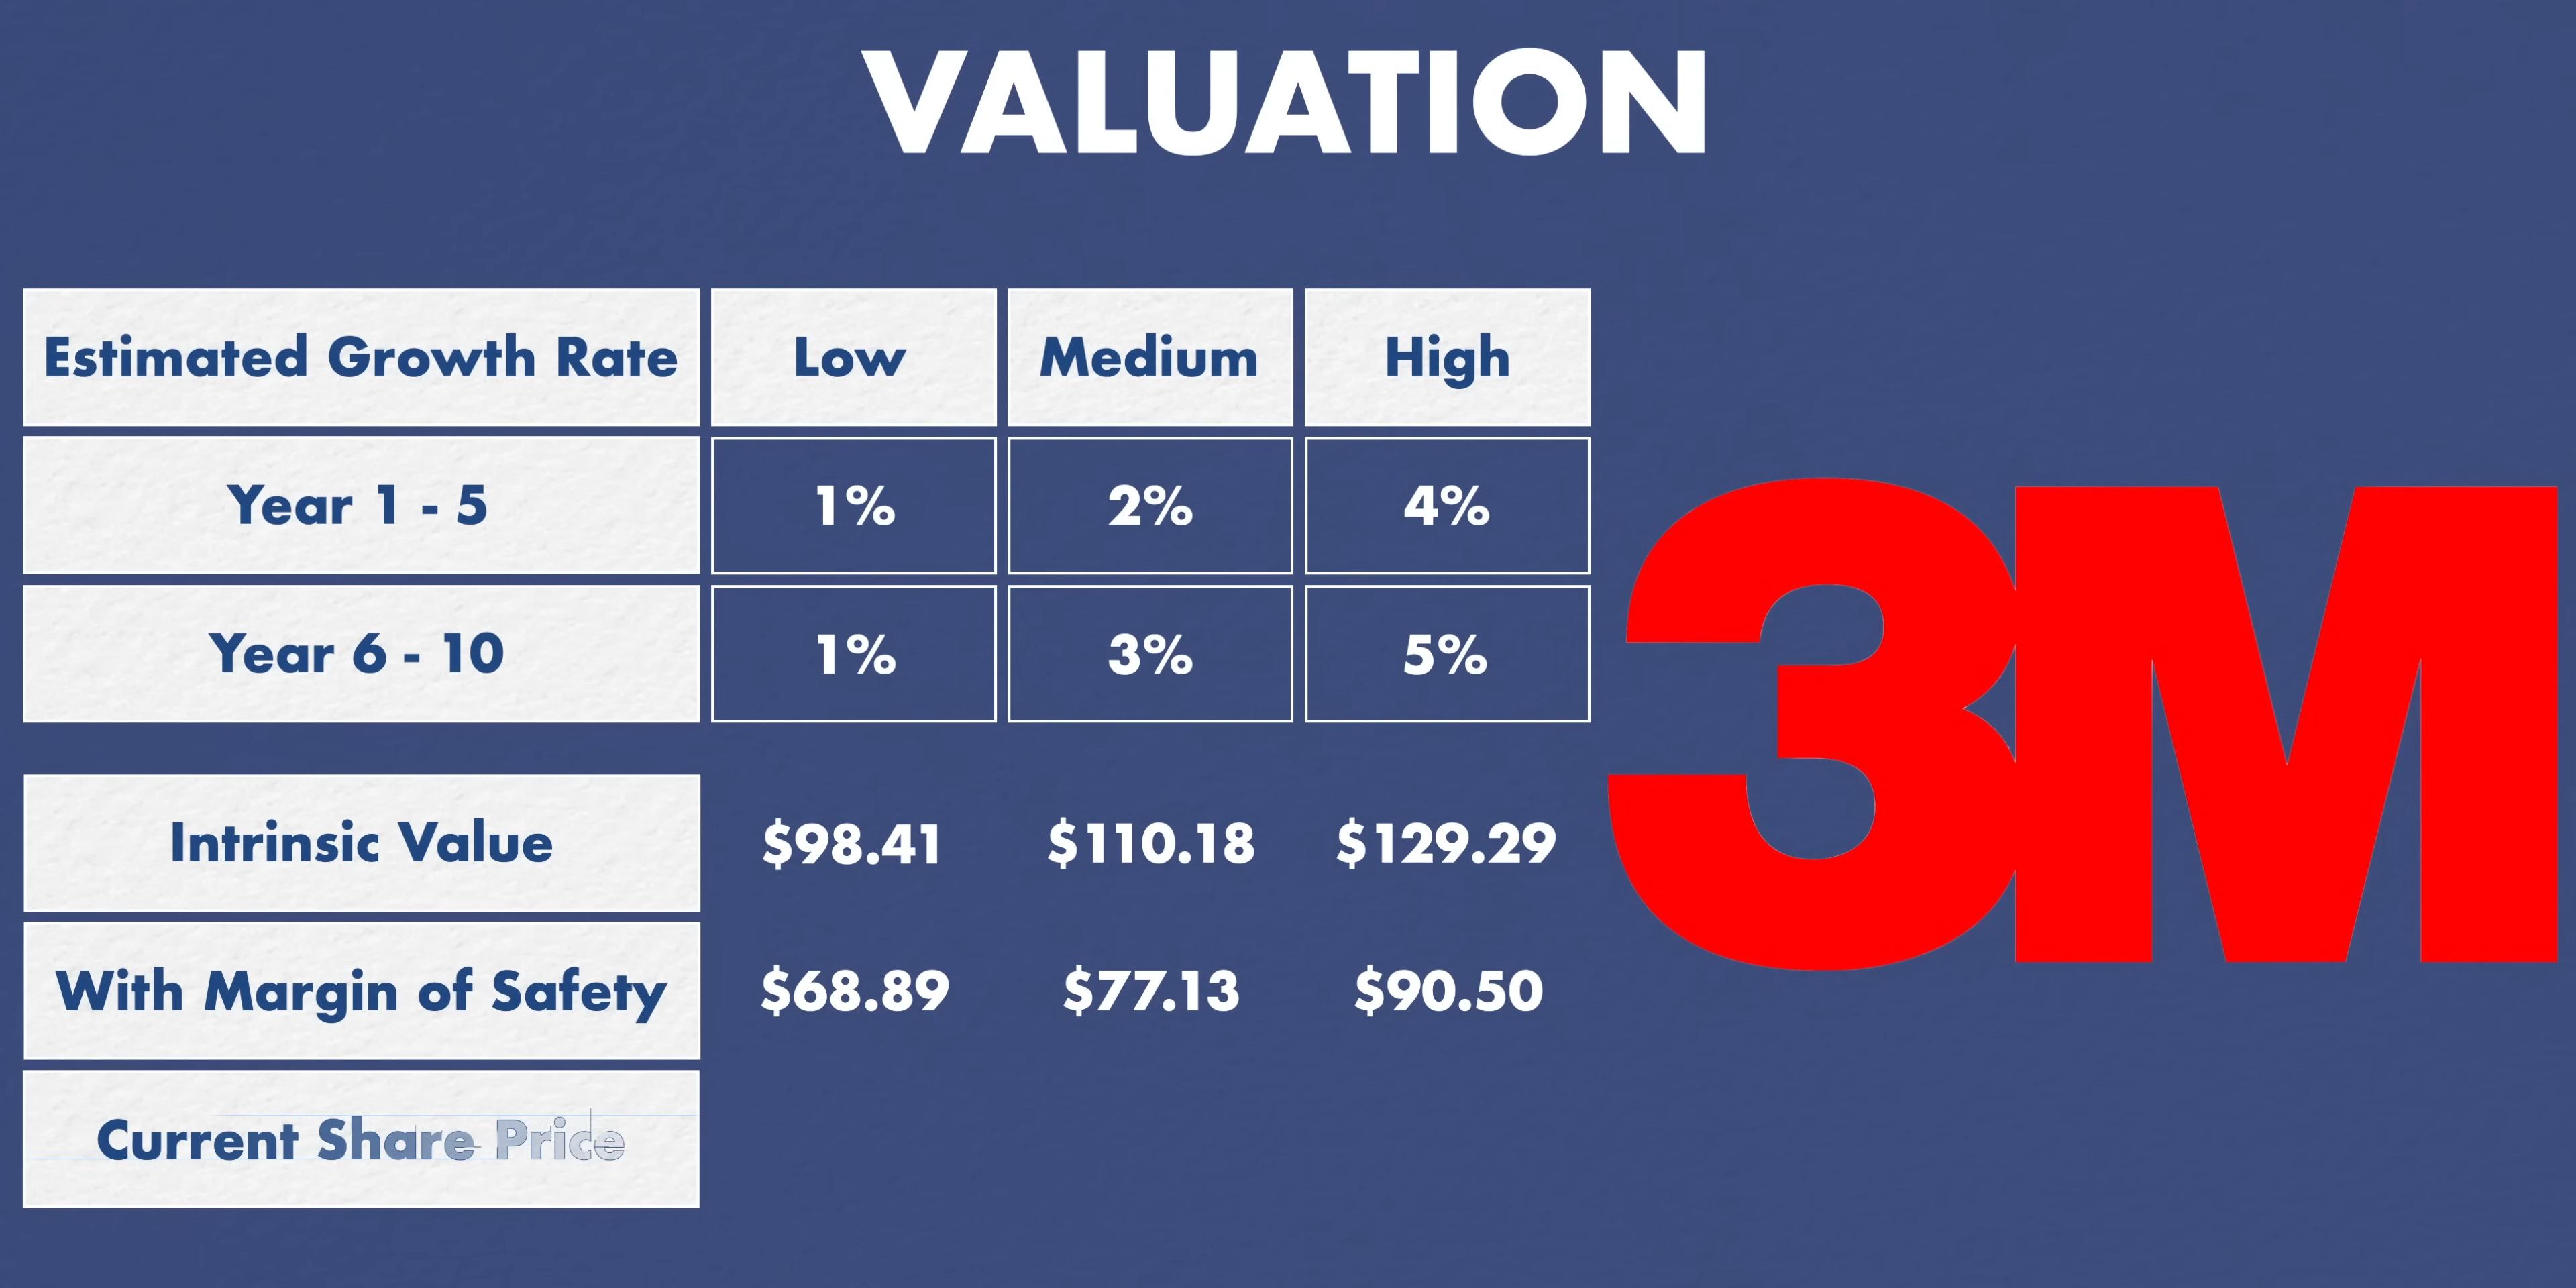 VALUATION
Estimated Growth Rate Low Medium High
Year 1 - 5 1% 2% 4%
Year 6 - 10 1% 3% 5%
3M
Intrinsic Value $98.41 $110.18 $129.29
With Margin of Safety $68.89 $77.13 $90.50
Current Share Price